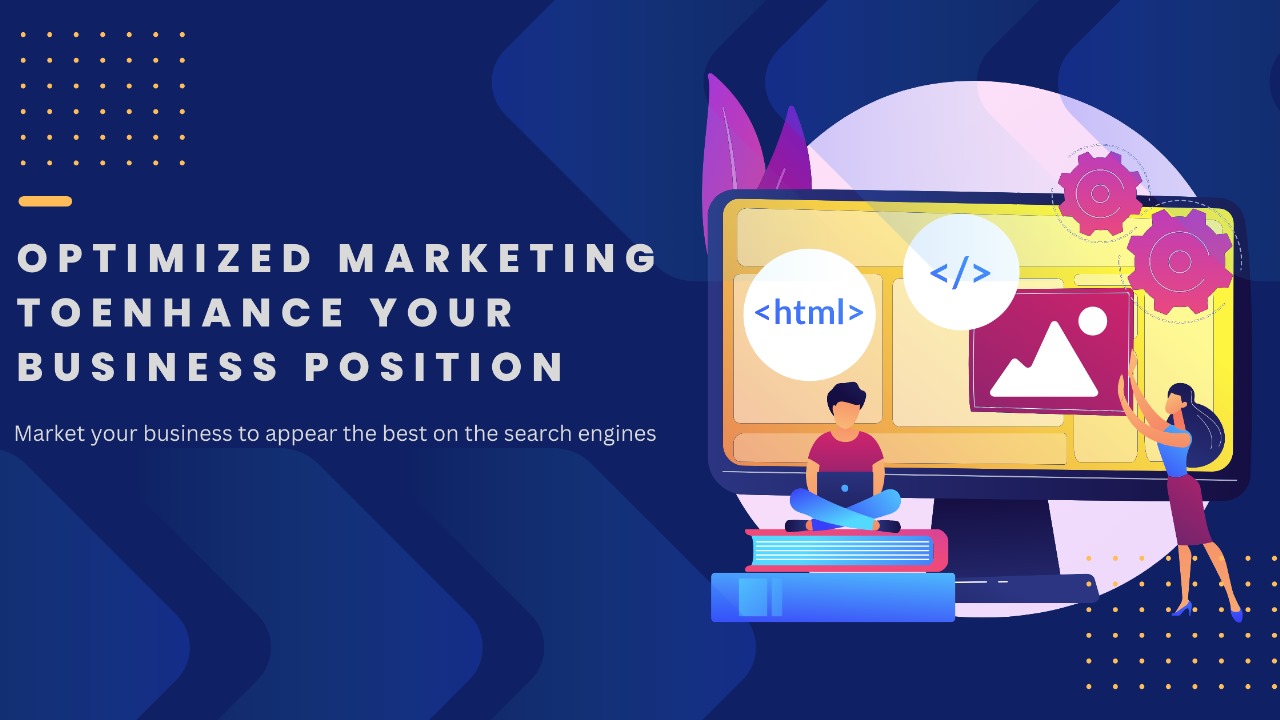 OPTIMIZED MARKETING
TOENHANCE YOUR
BUSINESS POSITION
Market your business to appear the best on the search engines
<html>
</>